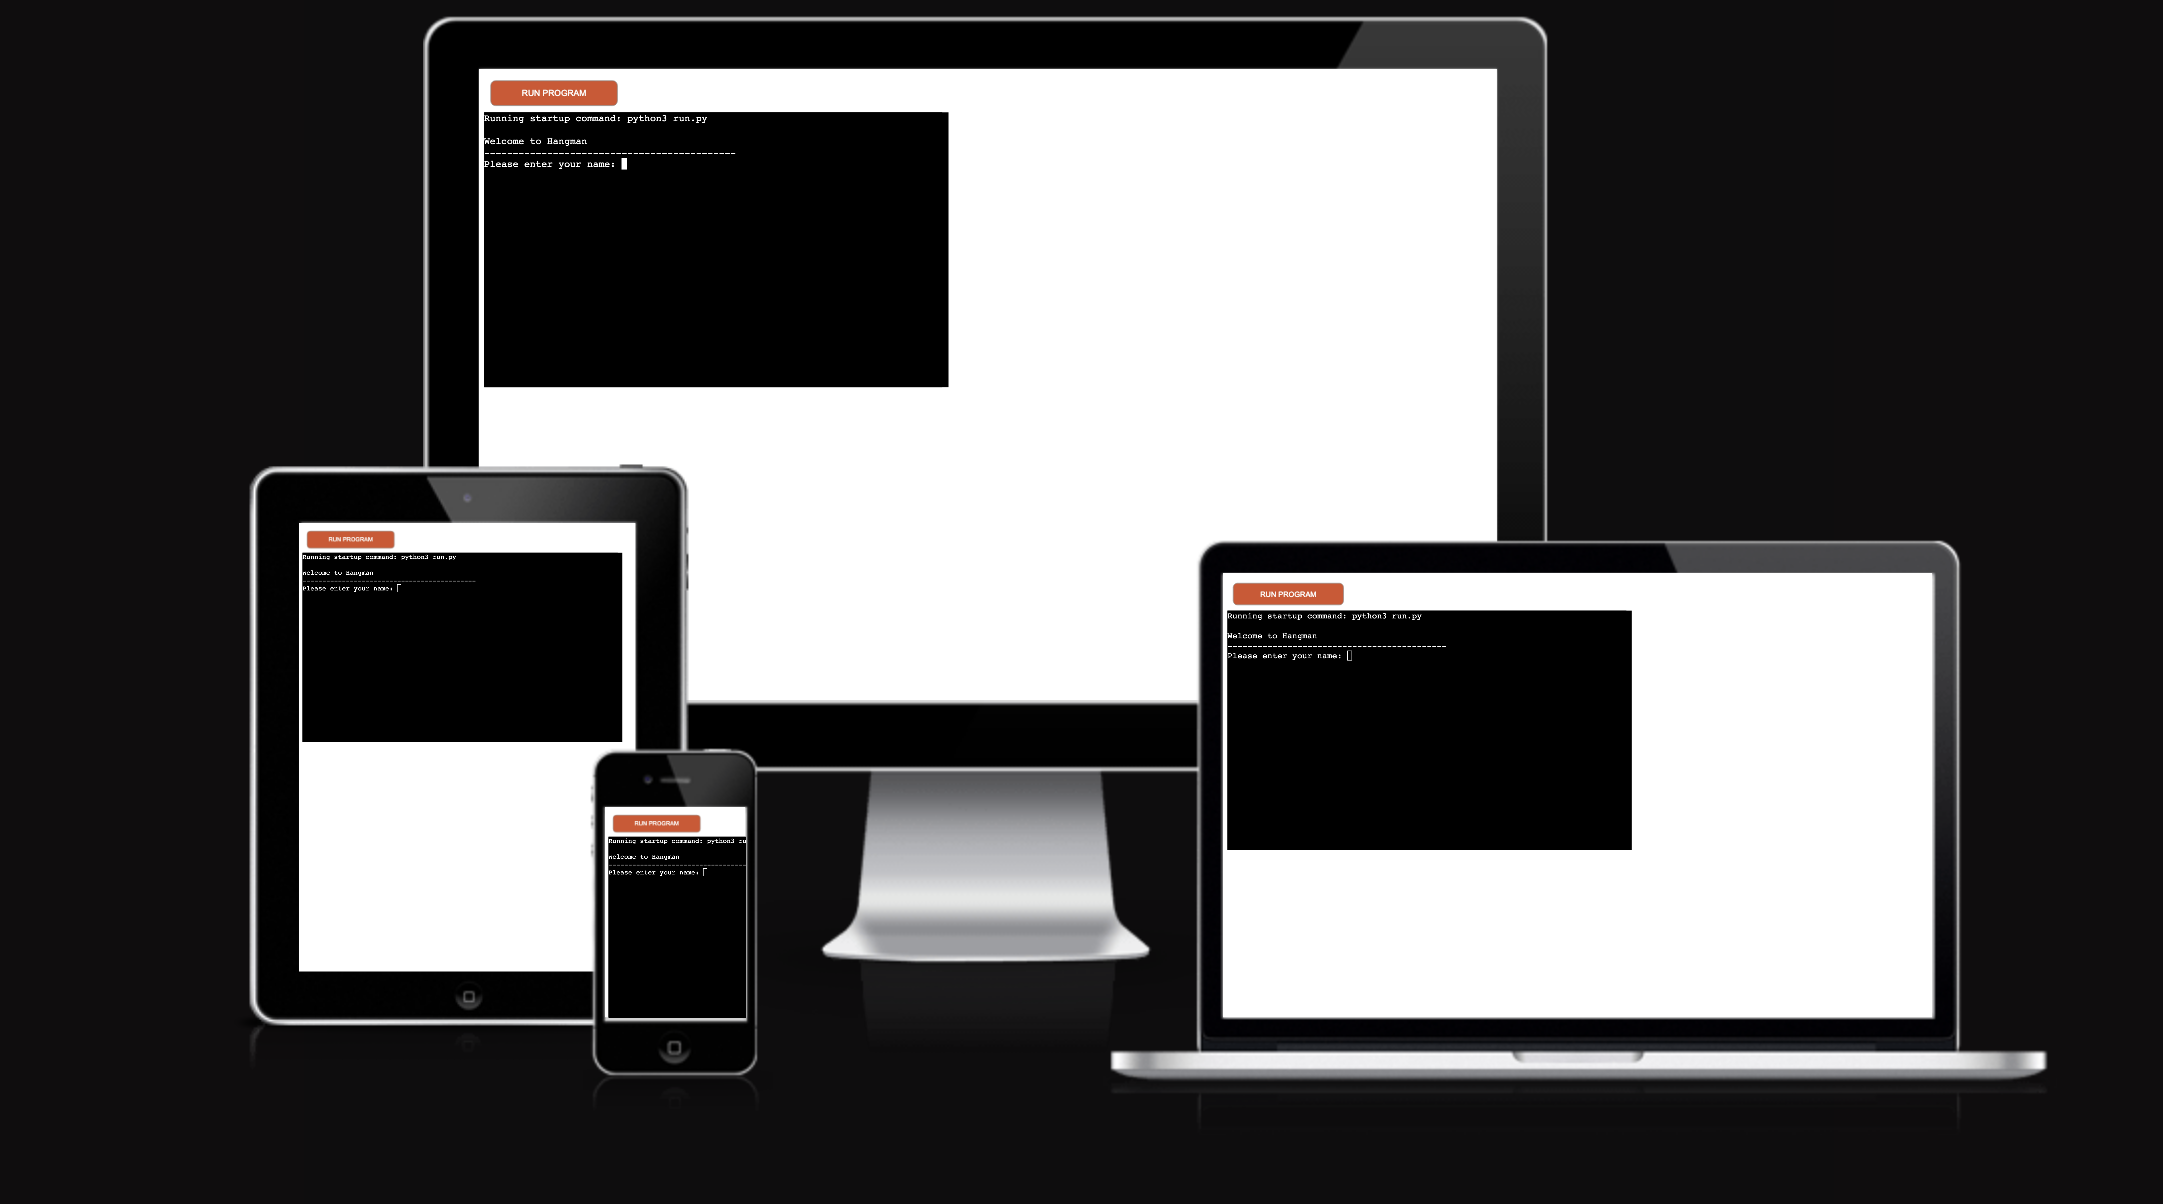 RUN PROGRAM
Running startup command: python3 run.py
Welcome to Hangman
--------------------------------------------
Please enter your name:
RUN PROGRAM
Running startup command: python3 run.py
Welcome to Hangman
--------------------------------------------
Please enter your name:
RUN PROGRAM
Running startup command: python3 run.py
Welcome to Hangman
--------------------------------------------
Please enter your name:
RUN PROGRAM
Running startup command: python3 ru
Welcome to Hangman
-----------------------------------
Please enter your name: